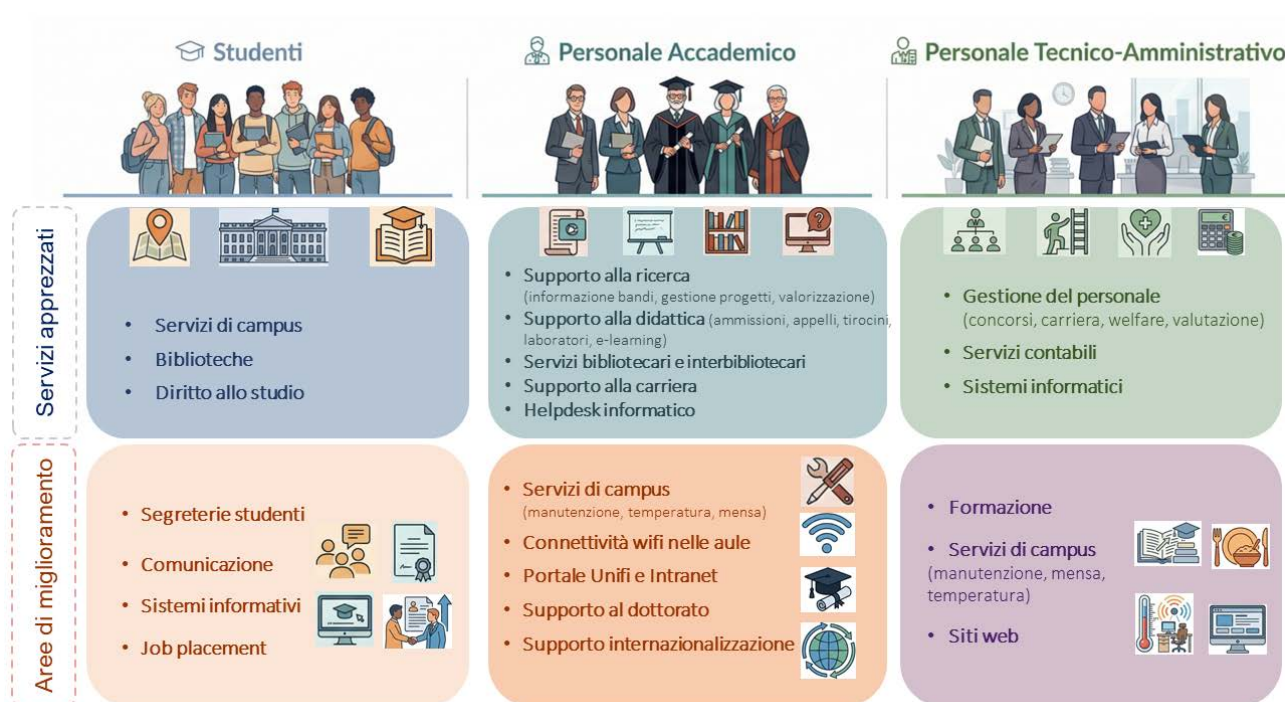 Studenti
Personale Accademico
Personale Tecnico-Amministrativo
Servizi apprezzati
• Servizi di campus
• Biblioteche
• Diritto allo studio
• Supporto alla ricerca
(informazione bandi, gestione progetti, valorizzazione)
• Supporto alla didattica (ammissioni, appelli, tirocini,
laboratori, e-learning)
• Servizi bibliotecari e interbibliotecari
• Supporto alla carriera
• Helpdesk informatico
• Gestione del personale
(concorsi, carriera, welfare, valutazione)
• Servizi contabili
• Sistemi informatici
Aree di miglioramento
• Segreterie studenti
• Comunicazione
• Sistemi informativi
• Job placement
• Servizi di campus
(manutenzione, temperatura, mensa)
• Connettività wifi nelle aule
• Portale Unifi e Intranet
• Supporto al dottorato
• Supporto internazionalizzazione
• Formazione
• Servizi di campus
(manutenzione, mensa,
temperatura)
• Siti web